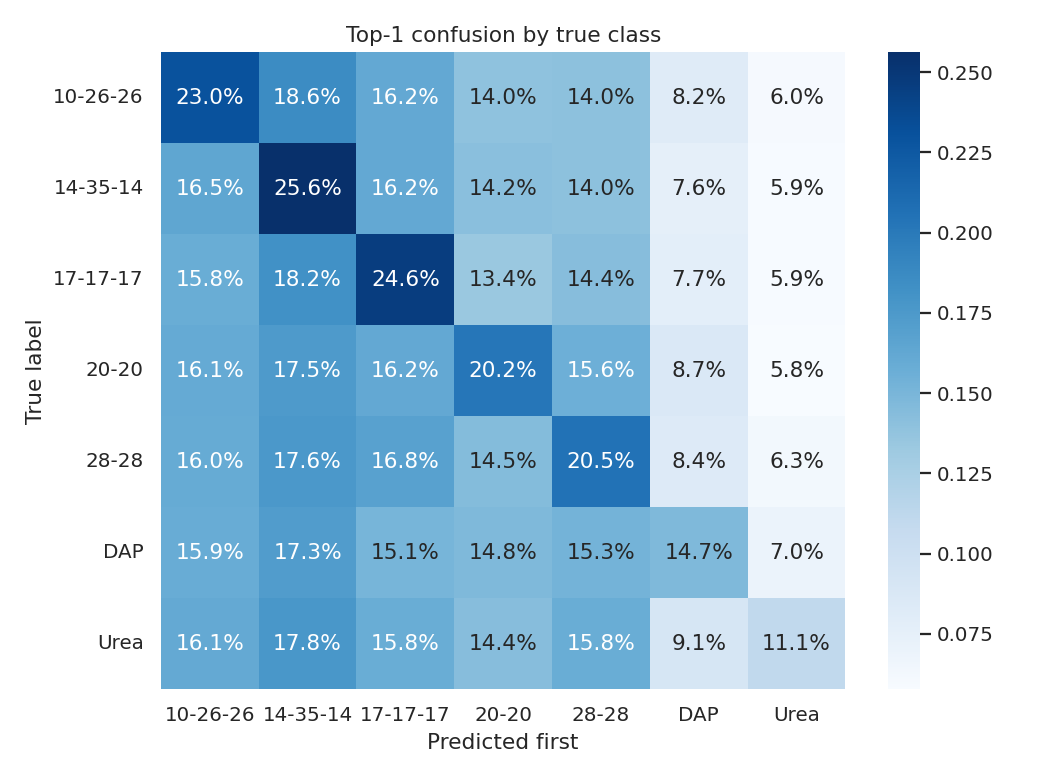 Top-1 confusion by true class
10-26-26 23.0% 18.6% 16.2% 14.0% 14.0% 8.2% 6.0%
14-35-14 16.5% 25.6% 16.2% 14.2% 14.0% 7.6% 5.9%
17-17-17 15.8% 18.2% 24.6% 13.4% 14.4% 7.7% 5.9%
20-20 16.1% 17.5% 16.2% 20.2% 15.6% 8.7% 5.8%
28-28 16.0% 17.6% 16.8% 14.5% 20.5% 8.4% 6.3%
DAP 15.9% 17.3% 15.1% 14.8% 15.3% 14.7% 7.0%
Urea 16.1% 17.8% 15.8% 14.4% 15.8% 9.1% 11.1%
10-26-26 14-35-14 17-17-17 20-20 28-28 DAP Urea
Predicted first
True label
0.250
0.225
0.200
0.175
0.150
0.125
0.100
0.075